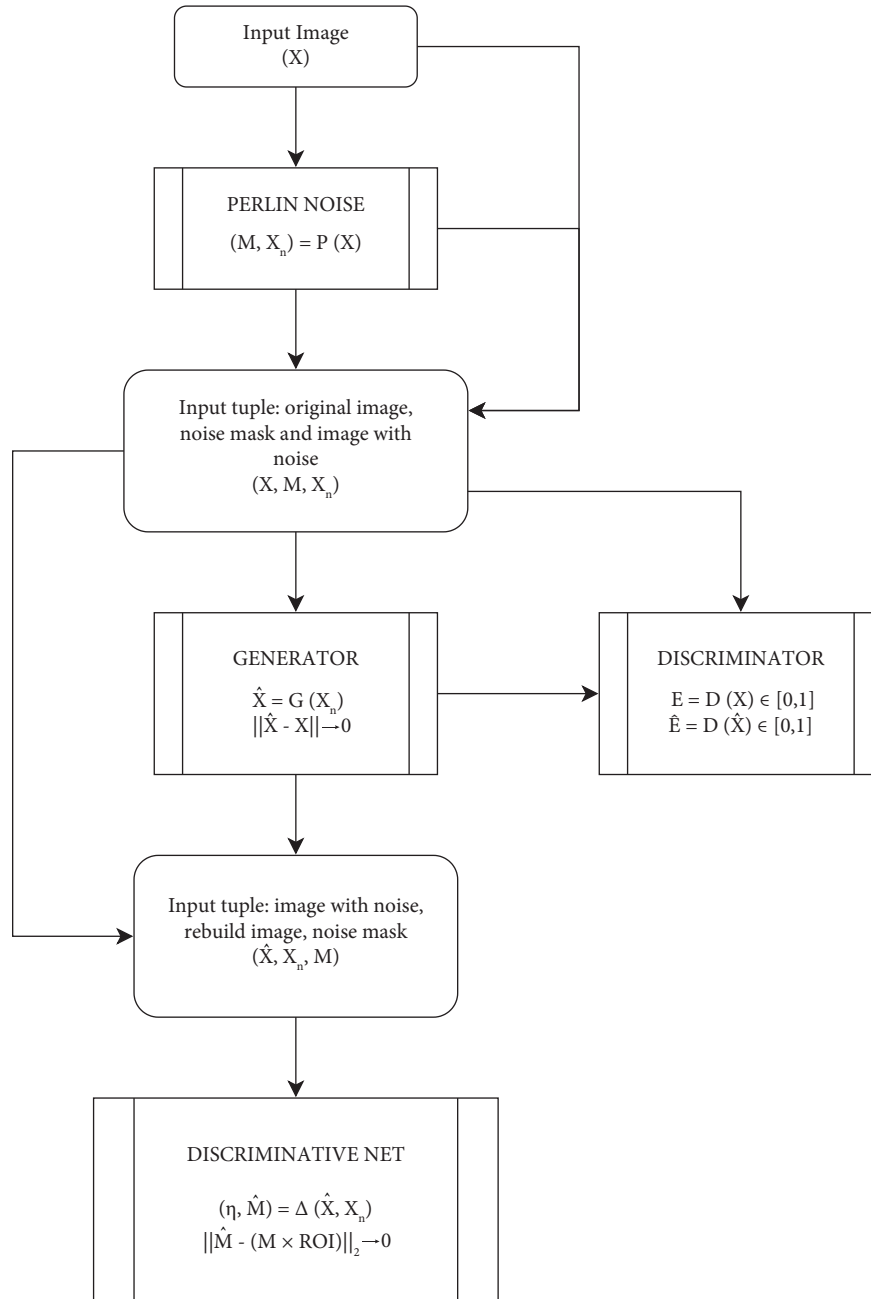 Input Image
(X)
PERLIN NOISE
(M, Xₙ) = P (X)
Input tuple: original image,
noise mask and image with
noise
(X, M, Xₙ)
GENERATOR
X̂ = G (Xₙ)
||X̂ - X||→0
DISCRIMINATOR
E = D (X) ∈ [0,1]
Ê = D (X̂) ∈ [0,1]
Input tuple: image with noise,
rebuild image, noise mask
(X̂, Xₙ, M)
DISCRIMINATIVE NET
(η, M̂) = Δ (X̂, Xₙ)
||M̂ - (M × ROI)||₂→0